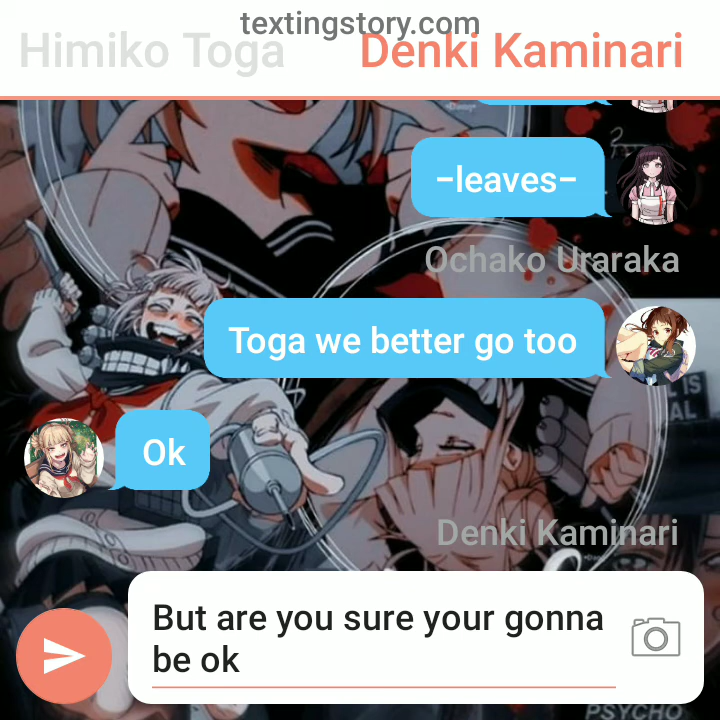 textingstory.com
Himiko Toga
Denki Kaminari
–leaves–
Ochako Uraraka
Toga we better go too
Ok
Denki Kaminari
But are you sure your gonna
be ok
PSYCHO